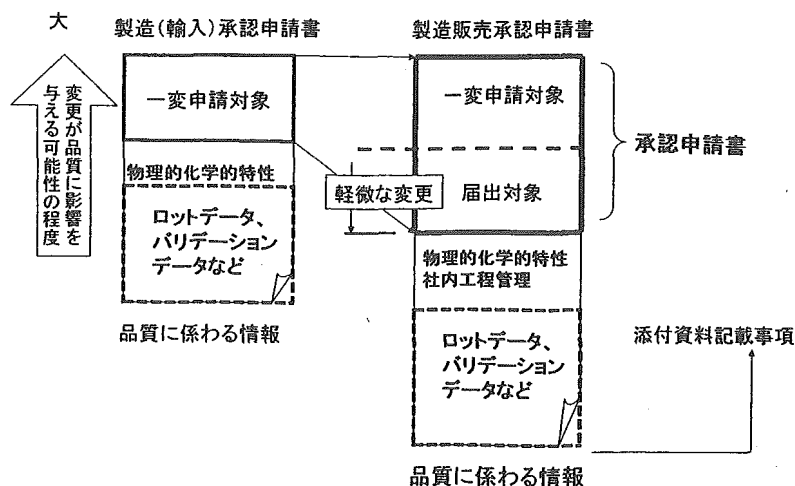 大
変更が品質に影響を
与える可能性の程度
製造(輸入)承認申請書
一変申請対象
物理的化学的特性
ロットデータ、
バリデーション
データなど
品質に係わる情報
軽微な変更
製造販売承認申請書
一変申請対象
届出対象
承認申請書
物理的化学的特性
社内工程管理
ロットデータ、
バリデーション
データなど
添付資料記載事項
品質に係わる情報